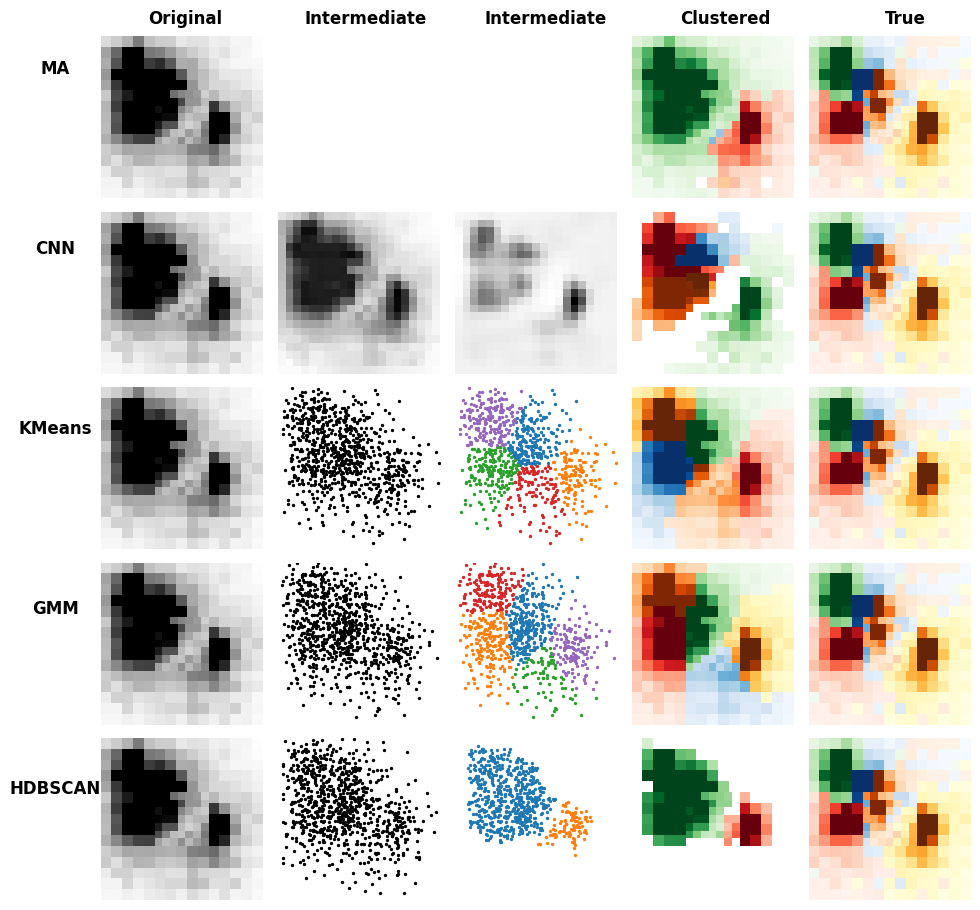 Original Intermediate Intermediate Clustered True
MA
CNN
KMeans
GMM
HDBSCAN